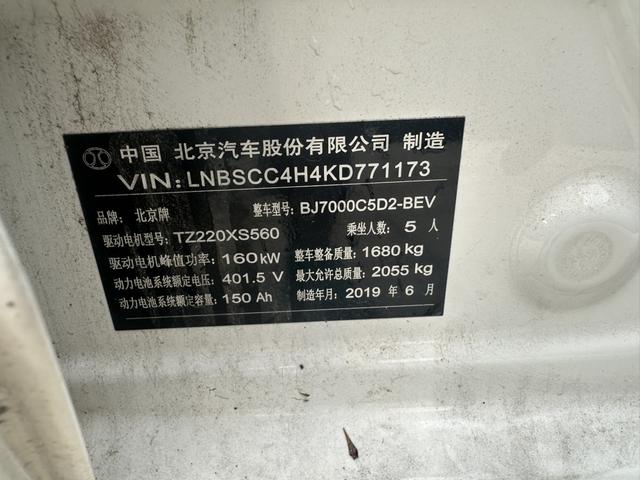 中国 北京汽车股份有限公司 制造
VIN: LNBSCC4H4KD771173
品牌: 北京牌 整车型号: BJ7000C5D2-BEV
驱动电机型号: TZ220XS560 乘坐人数: 5 人
驱动电机峰值功率: 160 kW 整车整备质量: 1680 kg
动力电池系统额定电压: 401.5 V 最大允许总质量: 2055 kg
动力电池系统额定容量: 150 Ah 制造年月: 2019 年 6 月